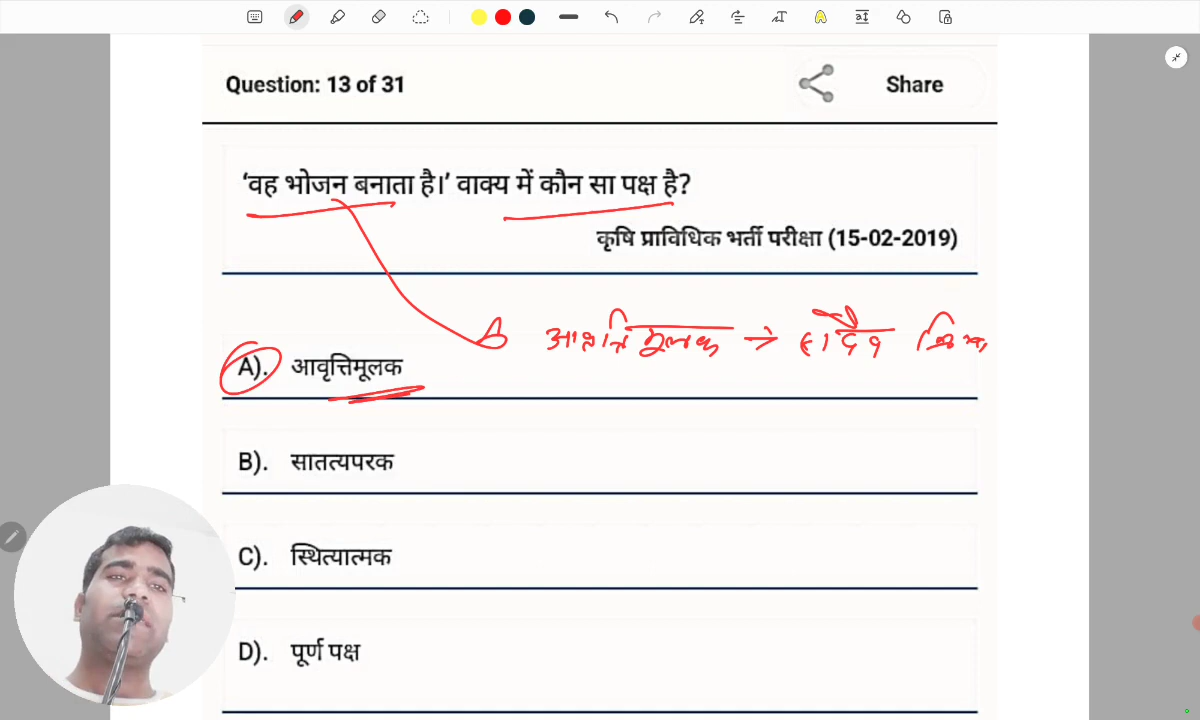 Question: 13 of 31
Share
‘वह भोजन बनाता है।’ वाक्य में कौन सा पक्ष है?
कृषि प्राविधिक भर्ती परीक्षा (15-02-2019)
आवृत्तिमूलक →
A). आवृत्तिमूलक
B). सातत्यपरक
C). स्थित्यात्मक
D). पूर्ण पक्ष